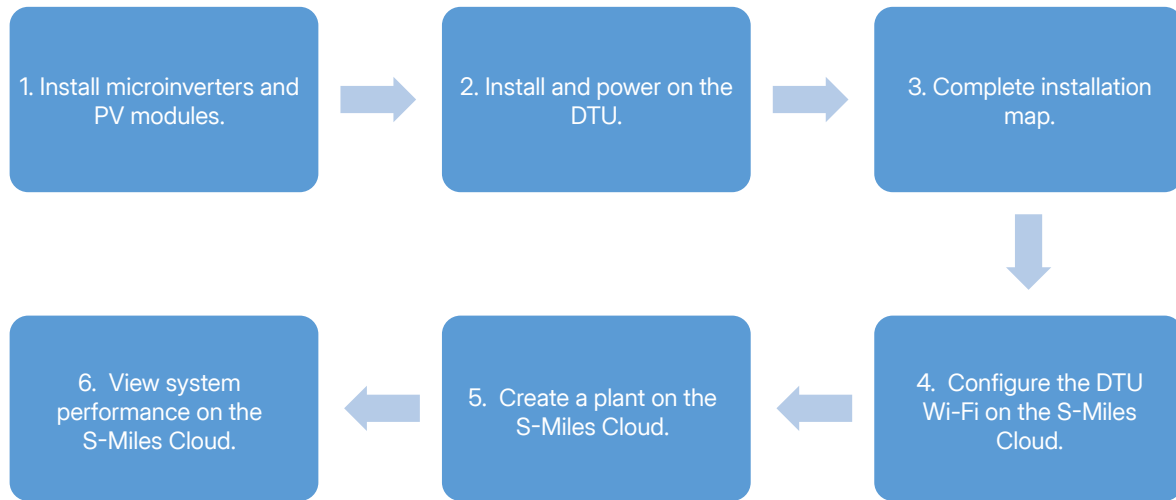 1. Install microinverters and
PV modules.
2. Install and power on the
DTU.
3. Complete installation
map.
4. Configure the DTU
Wi-Fi on the S-Miles
Cloud.
5. Create a plant on the
S-Miles Cloud.
6. View system
performance on the
S-Miles Cloud.